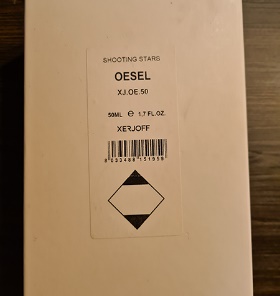 SHOOTING STARS
OESEL
XJ.OE.50
50ML ℮ 1.7 FL.OZ.
XERJOFF